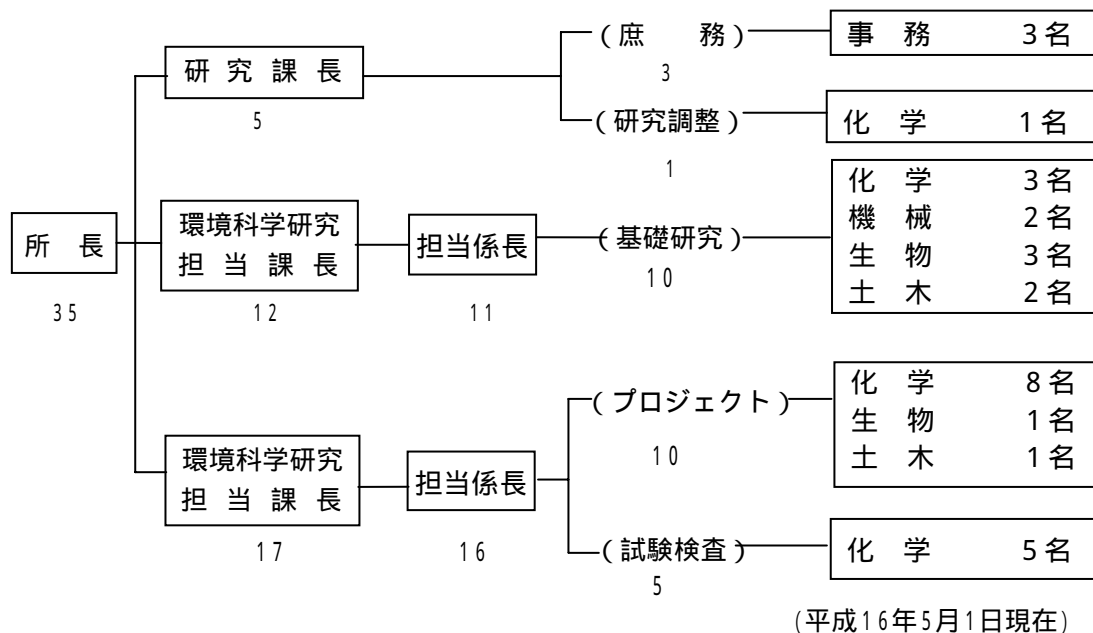 (庶　務)
事　務　3名
3
研究課長
5
(研究調整)
化　学　1名
1
化　学　3名
機　械　2名
生　物　3名
土　木　2名
所　長
35
環境科学研究
担当課長
12
担当係長
11
(基礎研究)
10
(プロジェクト)
10
化　学　8名
生　物　1名
土　木　1名
環境科学研究
担当課長
17
担当係長
16
(試験検査)
5
化　学　5名
(平成16年5月1日現在)